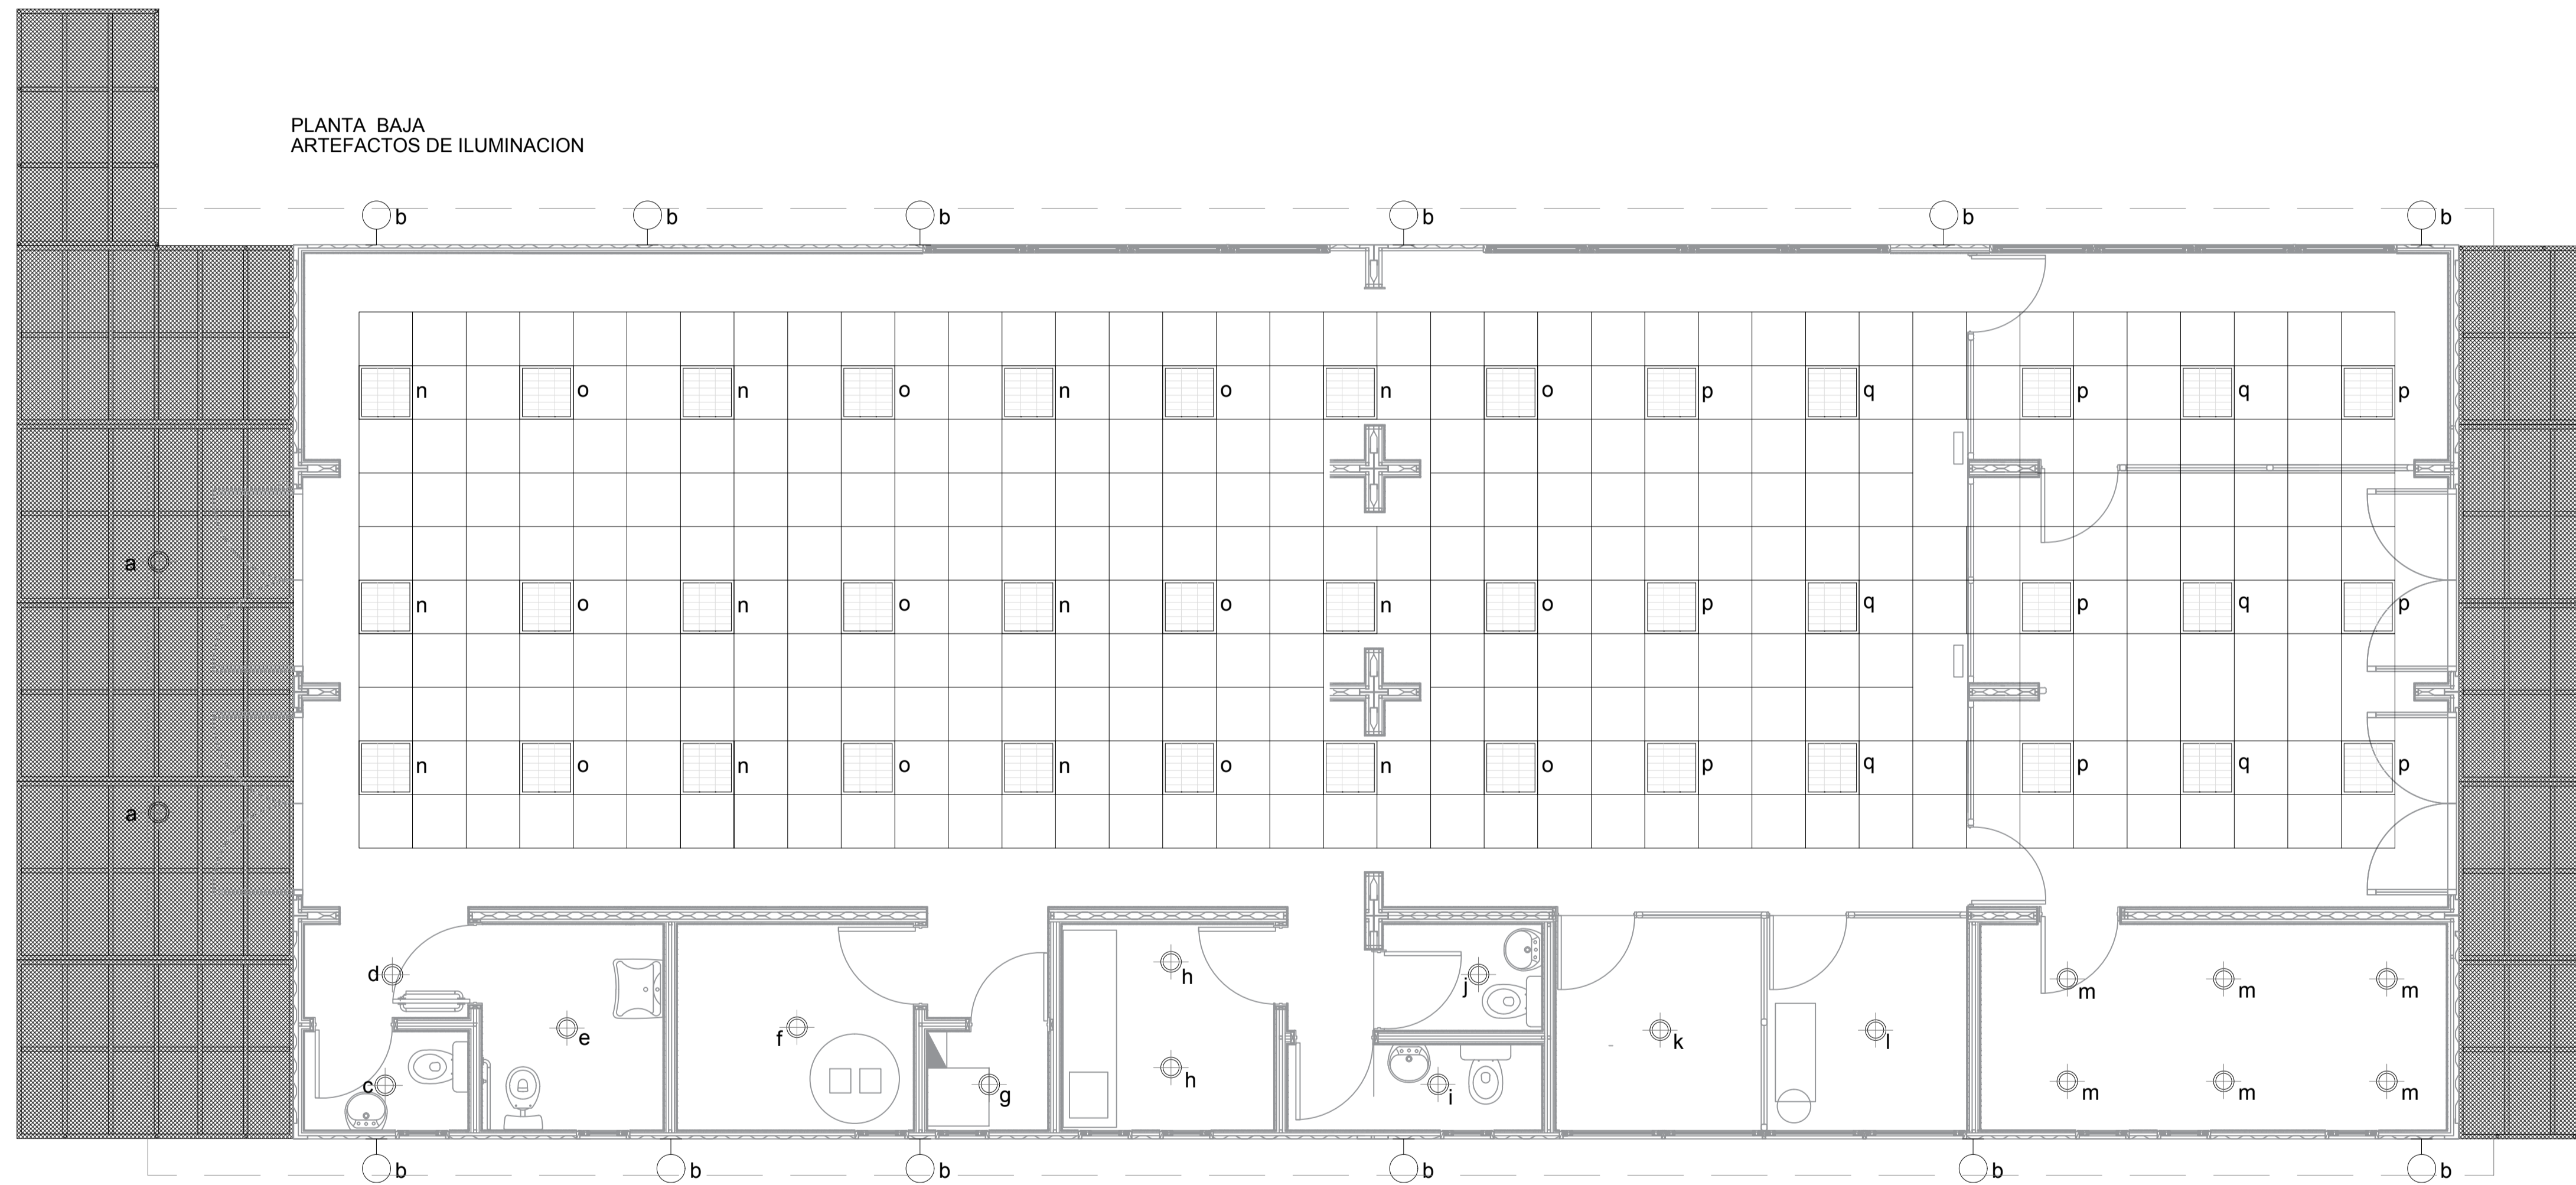 PLANTA BAJA
ARTEFACTOS DE ILUMINACION
b b b b b b
n o n o n o n o p q p q p
a
n o n o n o n o p q p q p
n o n o n o n o p q p q p
a
d h j m m m
e f k l
c h i g m m m
b b b b b b